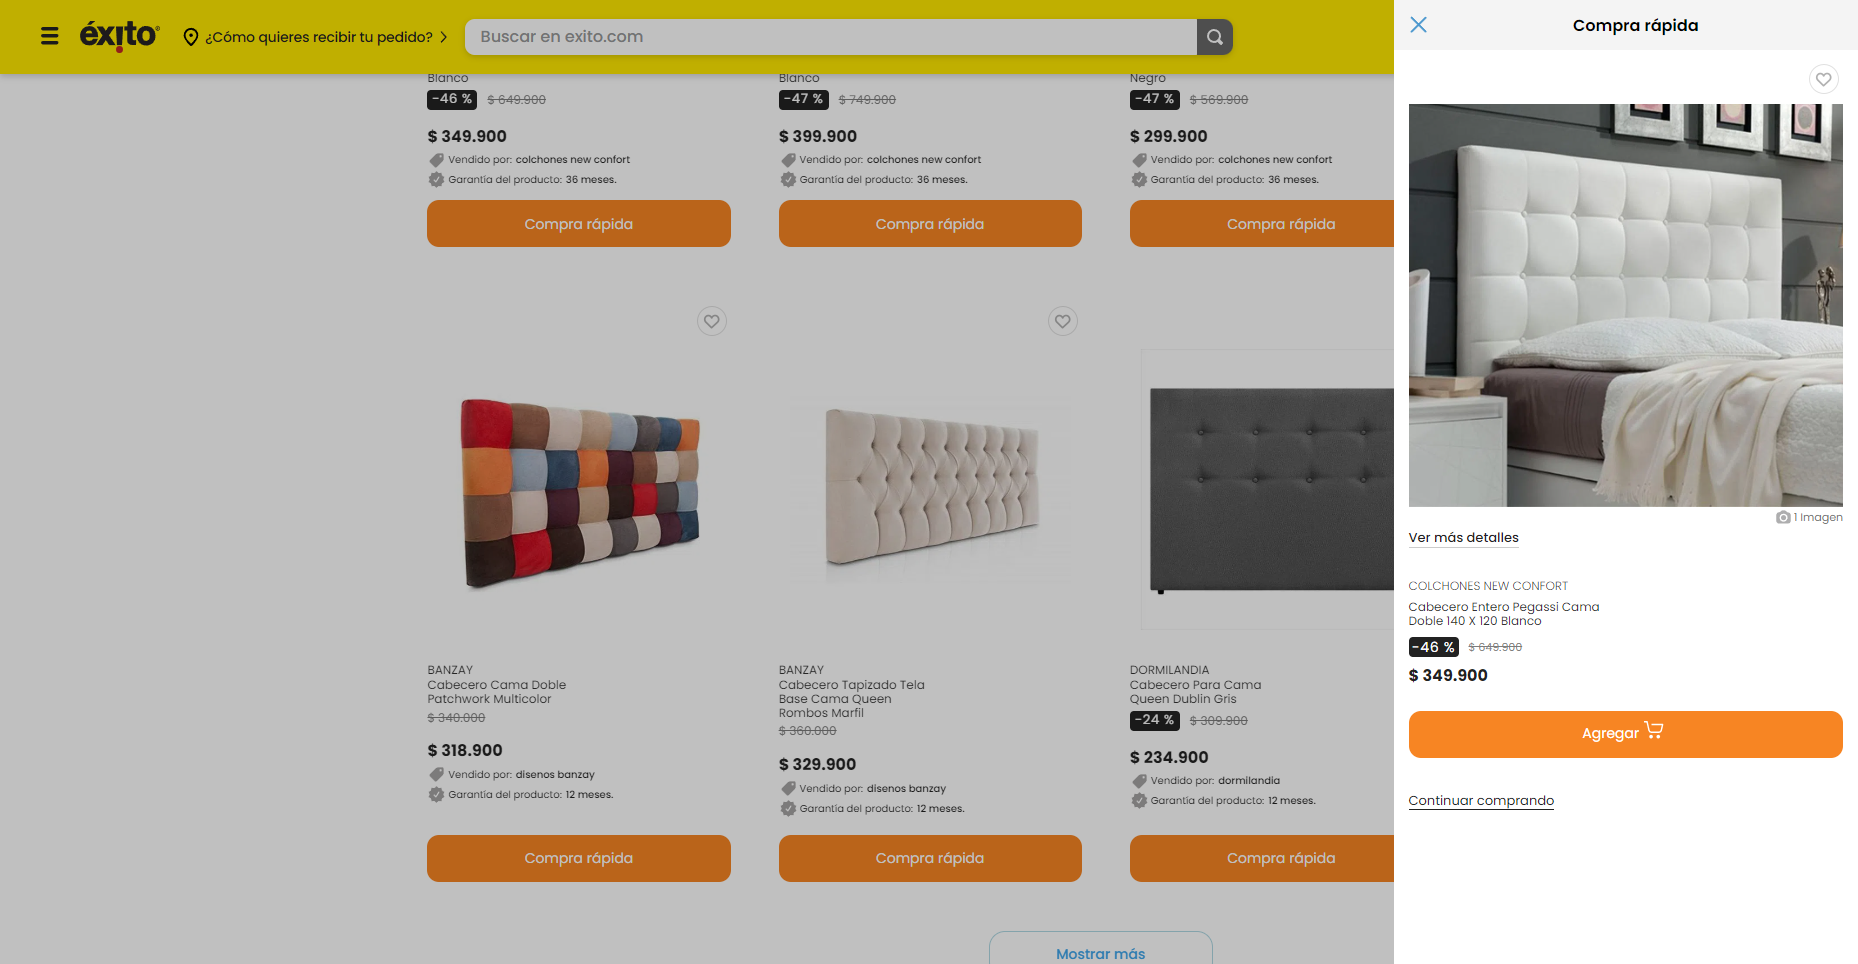 éxito
¿Cómo quieres recibir tu pedido?
Buscar en exito.com
Blanco
-46 % $ 649.900
$ 349.900
Vendido por: colchones new confort
Garantía del producto: 36 meses.
Compra rápida
Blanco
-47 % $ 749.900
$ 399.900
Vendido por: colchones new confort
Garantía del producto: 36 meses.
Compra rápida
Negro
-47 % $ 569.900
$ 299.900
Vendido por: colchones new confort
Garantía del producto: 36 meses.
Compra rápida
BANZAY
Cabecero Cama Doble
Patchwork Multicolor
$ 340.000
$ 318.900
Vendido por: disenos banzay
Garantía del producto: 12 meses.
Compra rápida
BANZAY
Cabecero Tapizado Tela
Base Cama Queen
Rombos Marfil
$ 360.000
$ 329.900
Vendido por: disenos banzay
Garantía del producto: 12 meses.
Compra rápida
DORMILANDIA
Cabecero Para Cama
Queen Dublin Gris
-24 % $ 309.900
$ 234.900
Vendido por: dormilandia
Garantía del producto: 12 meses.
Compra rápida
Mostrar más
Compra rápida
1 Imagen
Ver más detalles
COLCHONES NEW CONFORT
Cabecero Entero Pegassi Cama
Doble 140 X 120 Blanco
-46 % $ 649.900
$ 349.900
Agregar
Continuar comprando